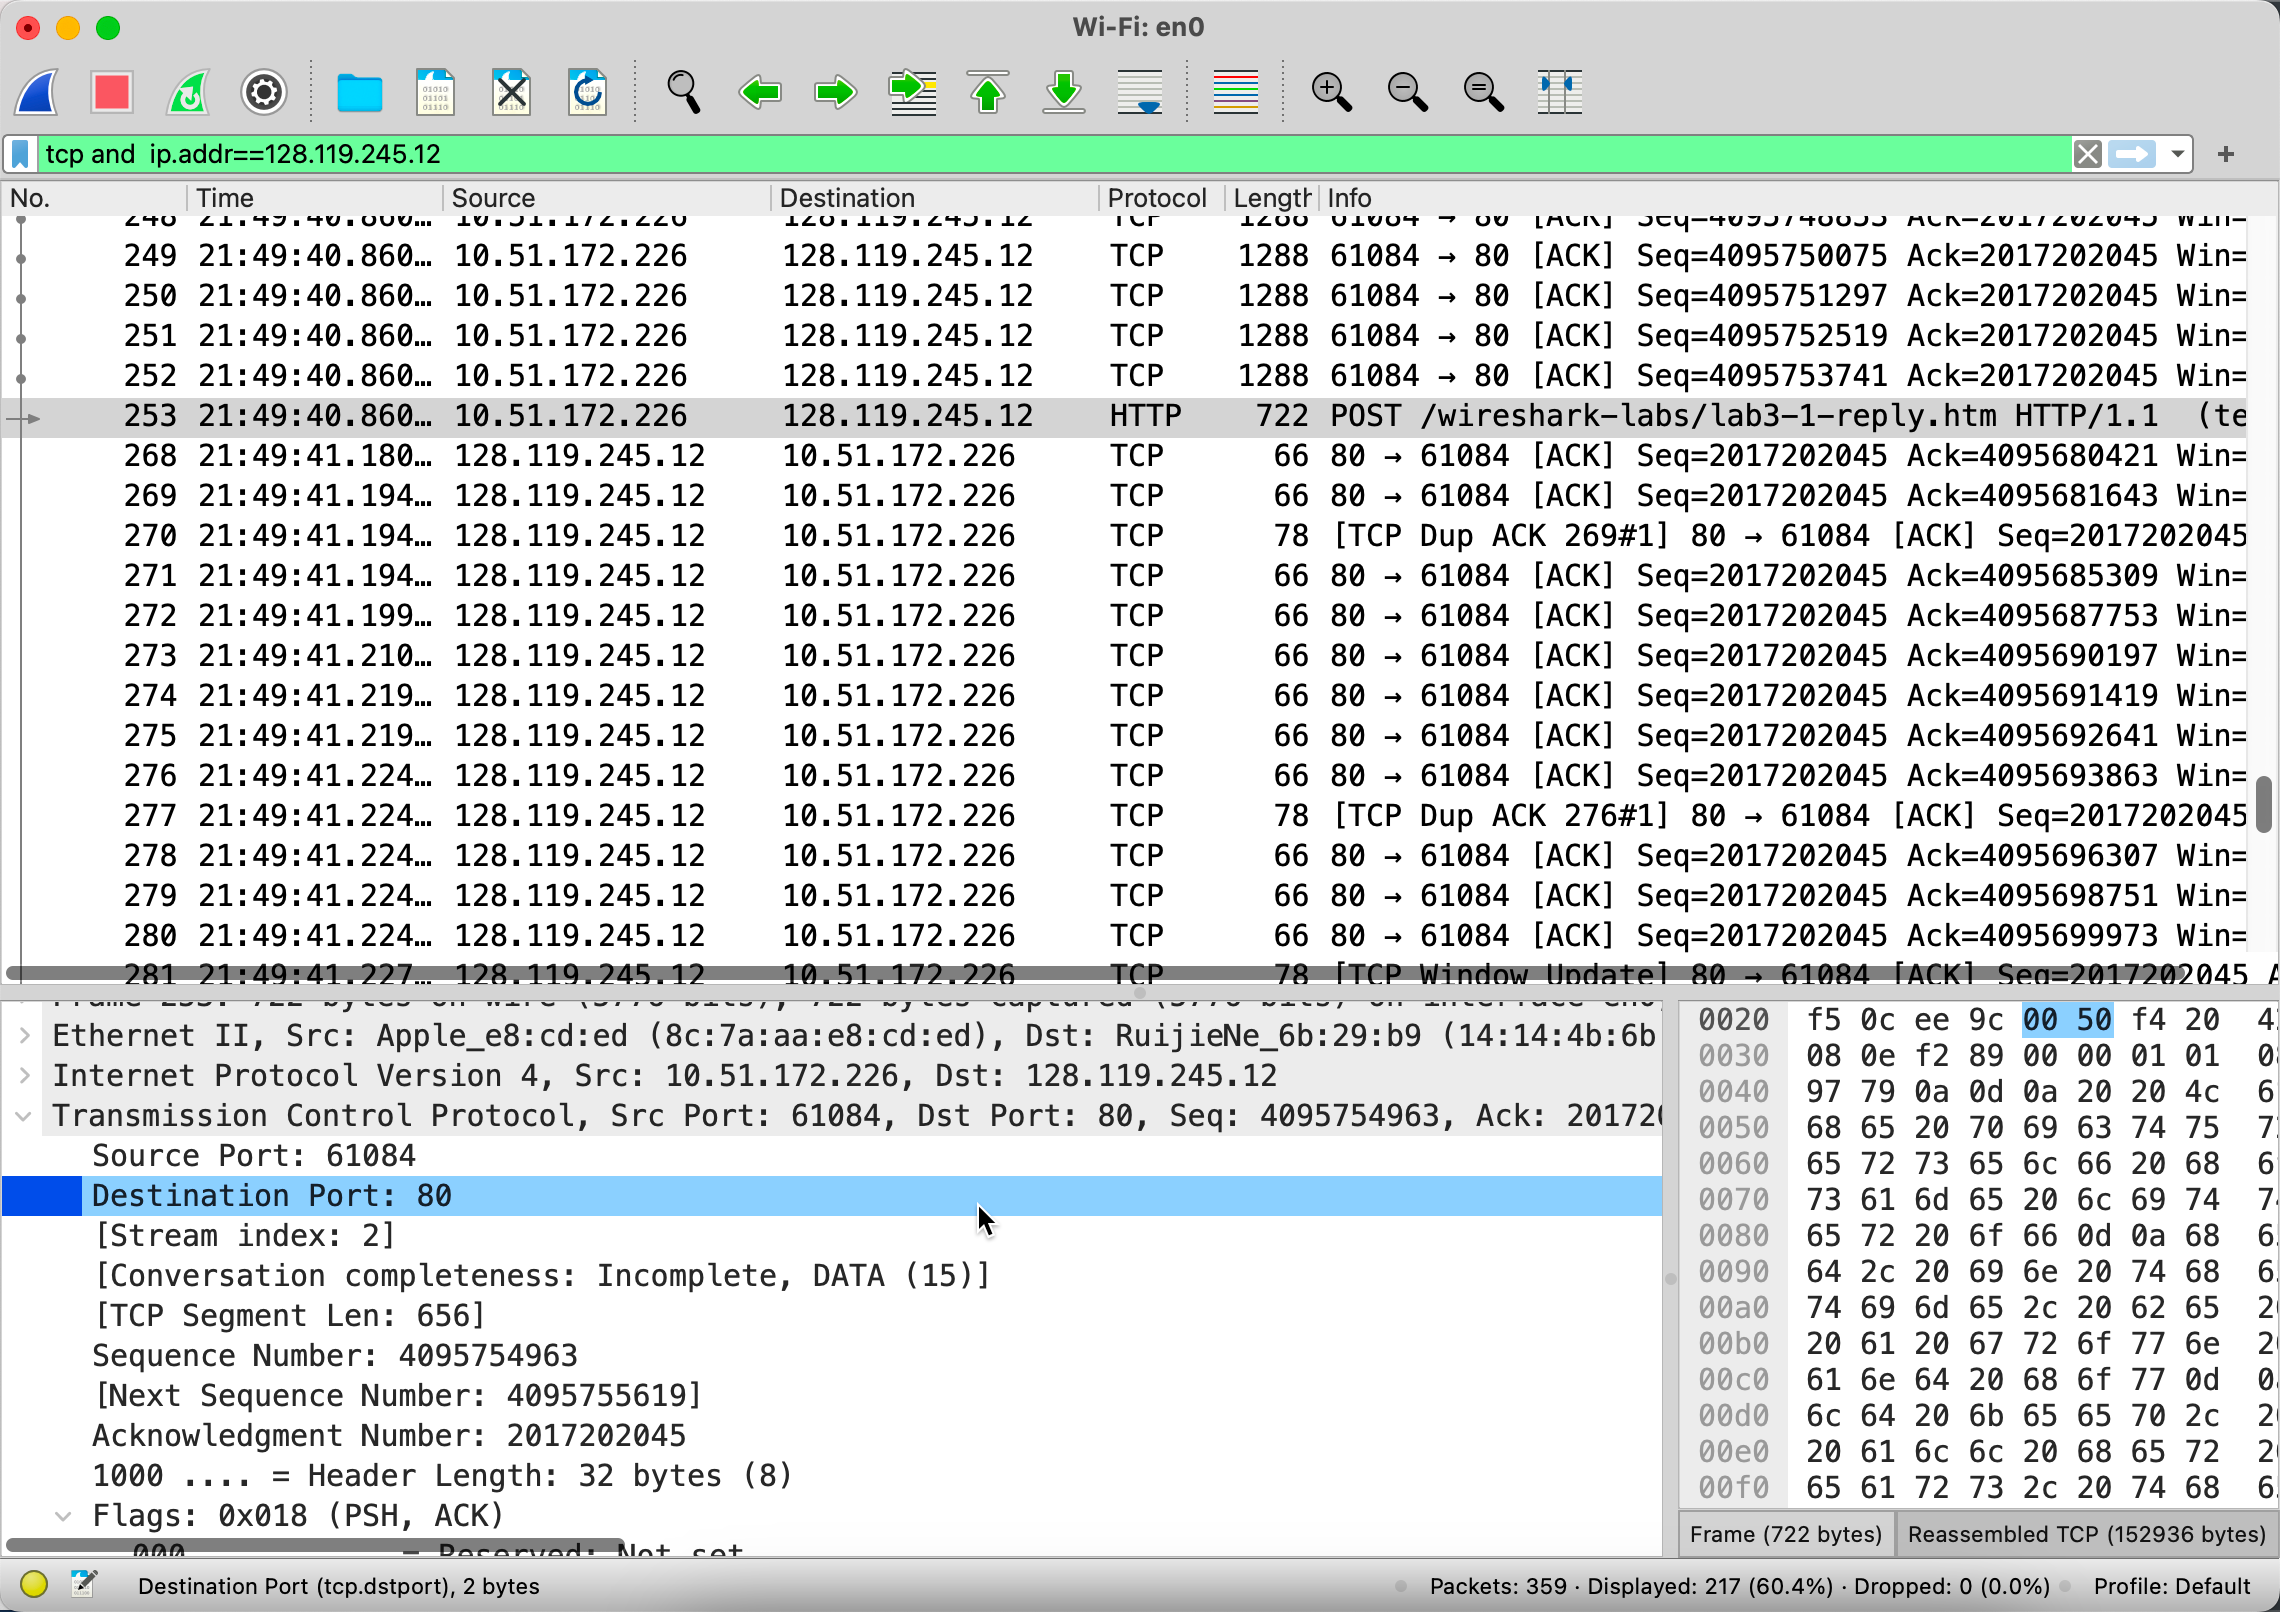 Wi-Fi: en0
tcp and  ip.addr==128.119.245.12
No. Time Source Destination Protocol Length Info
248 21:49:40.860… 10.51.172.226 128.119.245.12 TCP 1288 61084 → 80 [ACK] Seq=4095748853 Ack=2017202045 Win=
249 21:49:40.860… 10.51.172.226 128.119.245.12 TCP 1288 61084 → 80 [ACK] Seq=4095750075 Ack=2017202045 Win=
250 21:49:40.860… 10.51.172.226 128.119.245.12 TCP 1288 61084 → 80 [ACK] Seq=4095751297 Ack=2017202045 Win=
251 21:49:40.860… 10.51.172.226 128.119.245.12 TCP 1288 61084 → 80 [ACK] Seq=4095752519 Ack=2017202045 Win=
252 21:49:40.860… 10.51.172.226 128.119.245.12 TCP 1288 61084 → 80 [ACK] Seq=4095753741 Ack=2017202045 Win=
253 21:49:40.860… 10.51.172.226 128.119.245.12 HTTP 722 POST /wireshark-labs/lab3-1-reply.htm HTTP/1.1  (te
268 21:49:41.180… 128.119.245.12 10.51.172.226 TCP 66 80 → 61084 [ACK] Seq=2017202045 Ack=4095680421 Win=
269 21:49:41.194… 128.119.245.12 10.51.172.226 TCP 66 80 → 61084 [ACK] Seq=2017202045 Ack=4095681643 Win=
270 21:49:41.194… 128.119.245.12 10.51.172.226 TCP 78 [TCP Dup ACK 269#1] 80 → 61084 [ACK] Seq=2017202045
271 21:49:41.194… 128.119.245.12 10.51.172.226 TCP 66 80 → 61084 [ACK] Seq=2017202045 Ack=4095685309 Win=
272 21:49:41.199… 128.119.245.12 10.51.172.226 TCP 66 80 → 61084 [ACK] Seq=2017202045 Ack=4095687753 Win=
273 21:49:41.210… 128.119.245.12 10.51.172.226 TCP 66 80 → 61084 [ACK] Seq=2017202045 Ack=4095690197 Win=
274 21:49:41.219… 128.119.245.12 10.51.172.226 TCP 66 80 → 61084 [ACK] Seq=2017202045 Ack=4095691419 Win=
275 21:49:41.219… 128.119.245.12 10.51.172.226 TCP 66 80 → 61084 [ACK] Seq=2017202045 Ack=4095692641 Win=
276 21:49:41.224… 128.119.245.12 10.51.172.226 TCP 66 80 → 61084 [ACK] Seq=2017202045 Ack=4095693863 Win=
277 21:49:41.224… 128.119.245.12 10.51.172.226 TCP 78 [TCP Dup ACK 276#1] 80 → 61084 [ACK] Seq=2017202045
278 21:49:41.224… 128.119.245.12 10.51.172.226 TCP 66 80 → 61084 [ACK] Seq=2017202045 Ack=4095696307 Win=
279 21:49:41.224… 128.119.245.12 10.51.172.226 TCP 66 80 → 61084 [ACK] Seq=2017202045 Ack=4095698751 Win=
280 21:49:41.224… 128.119.245.12 10.51.172.226 TCP 66 80 → 61084 [ACK] Seq=2017202045 Ack=4095699973 Win=
281 21:49:41.227… 128.119.245.12 10.51.172.226 TCP 78 [TCP Window Update] 80 → 61084 [ACK] Seq=2017202045 A
Frame 253: 722 bytes on wire (5776 bits), 722 bytes captured (5776 bits) on interface en0,
Ethernet II, Src: Apple_e8:cd:ed (8c:7a:aa:e8:cd:ed), Dst: RuijieNe_6b:29:b9 (14:14:4b:6b
Internet Protocol Version 4, Src: 10.51.172.226, Dst: 128.119.245.12
Transmission Control Protocol, Src Port: 61084, Dst Port: 80, Seq: 4095754963, Ack: 201720
Source Port: 61084
Destination Port: 80
[Stream index: 2]
[Conversation completeness: Incomplete, DATA (15)]
[TCP Segment Len: 656]
Sequence Number: 4095754963
[Next Sequence Number: 4095755619]
Acknowledgment Number: 2017202045
1000 .... = Header Length: 32 bytes (8)
Flags: 0x018 (PSH, ACK)
000 = Reserved: Not set
0020 f5 0c ee 9c 00 50 f4 20 4
0030 08 0e f2 89 00 00 01 01 0
0040 97 79 0a 0d 0a 20 20 4c 6
0050 68 65 20 70 69 63 74 75 7
0060 65 72 73 65 6c 66 20 68 6
0070 73 61 6d 65 20 6c 69 74 7
0080 65 72 20 6f 66 0d 0a 68 6
0090 64 2c 20 69 6e 20 74 68 6
00a0 74 69 6d 65 2c 20 62 65 2
00b0 20 61 20 67 72 6f 77 6e 2
00c0 61 6e 64 20 68 6f 77 0d 0
00d0 6c 64 20 6b 65 65 70 2c 2
00e0 20 61 6c 6c 20 68 65 72 2
00f0 65 61 72 73 2c 20 74 68 6
Frame (722 bytes) Reassembled TCP (152936 bytes)
Destination Port (tcp.dstport), 2 bytes
Packets: 359 · Displayed: 217 (60.4%) · Dropped: 0 (0.0%)
Profile: Default